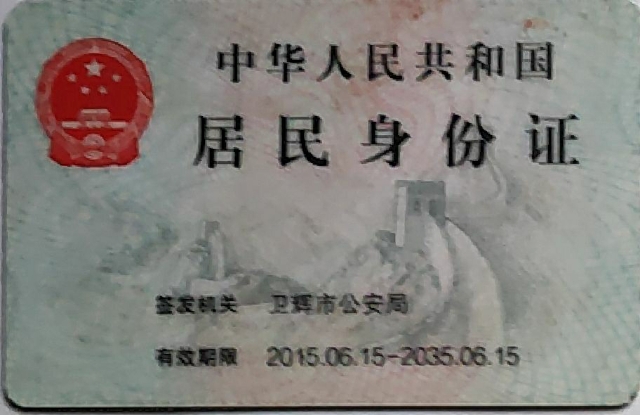 中华人民共和国
居民身份证
签发机关 卫辉市公安局
有效期限 2015.06.15-2035.06.15